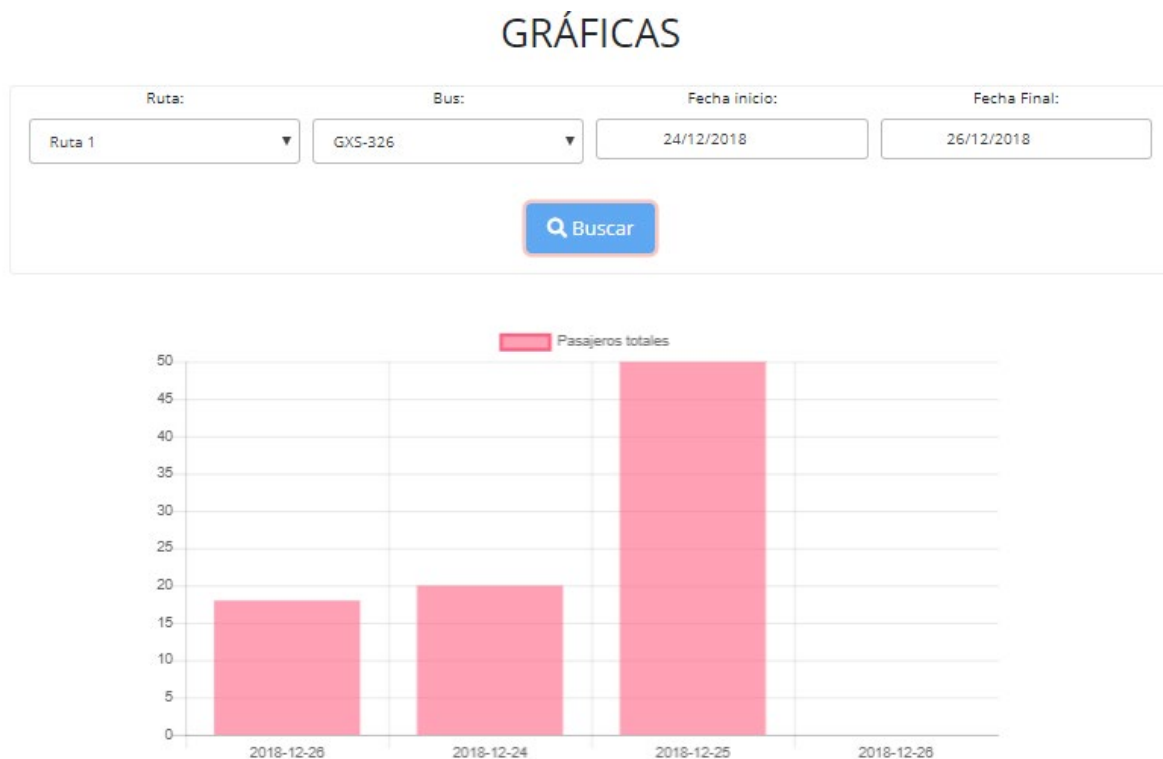 GRÁFICAS
Ruta: Bus: Fecha inicio: Fecha Final:
Ruta 1 GXS-326 24/12/2018 26/12/2018
Buscar
Pasajeros totales
50
45
40
35
30
25
20
15
10
5
0
2018-12-26 2018-12-24 2018-12-25 2018-12-26